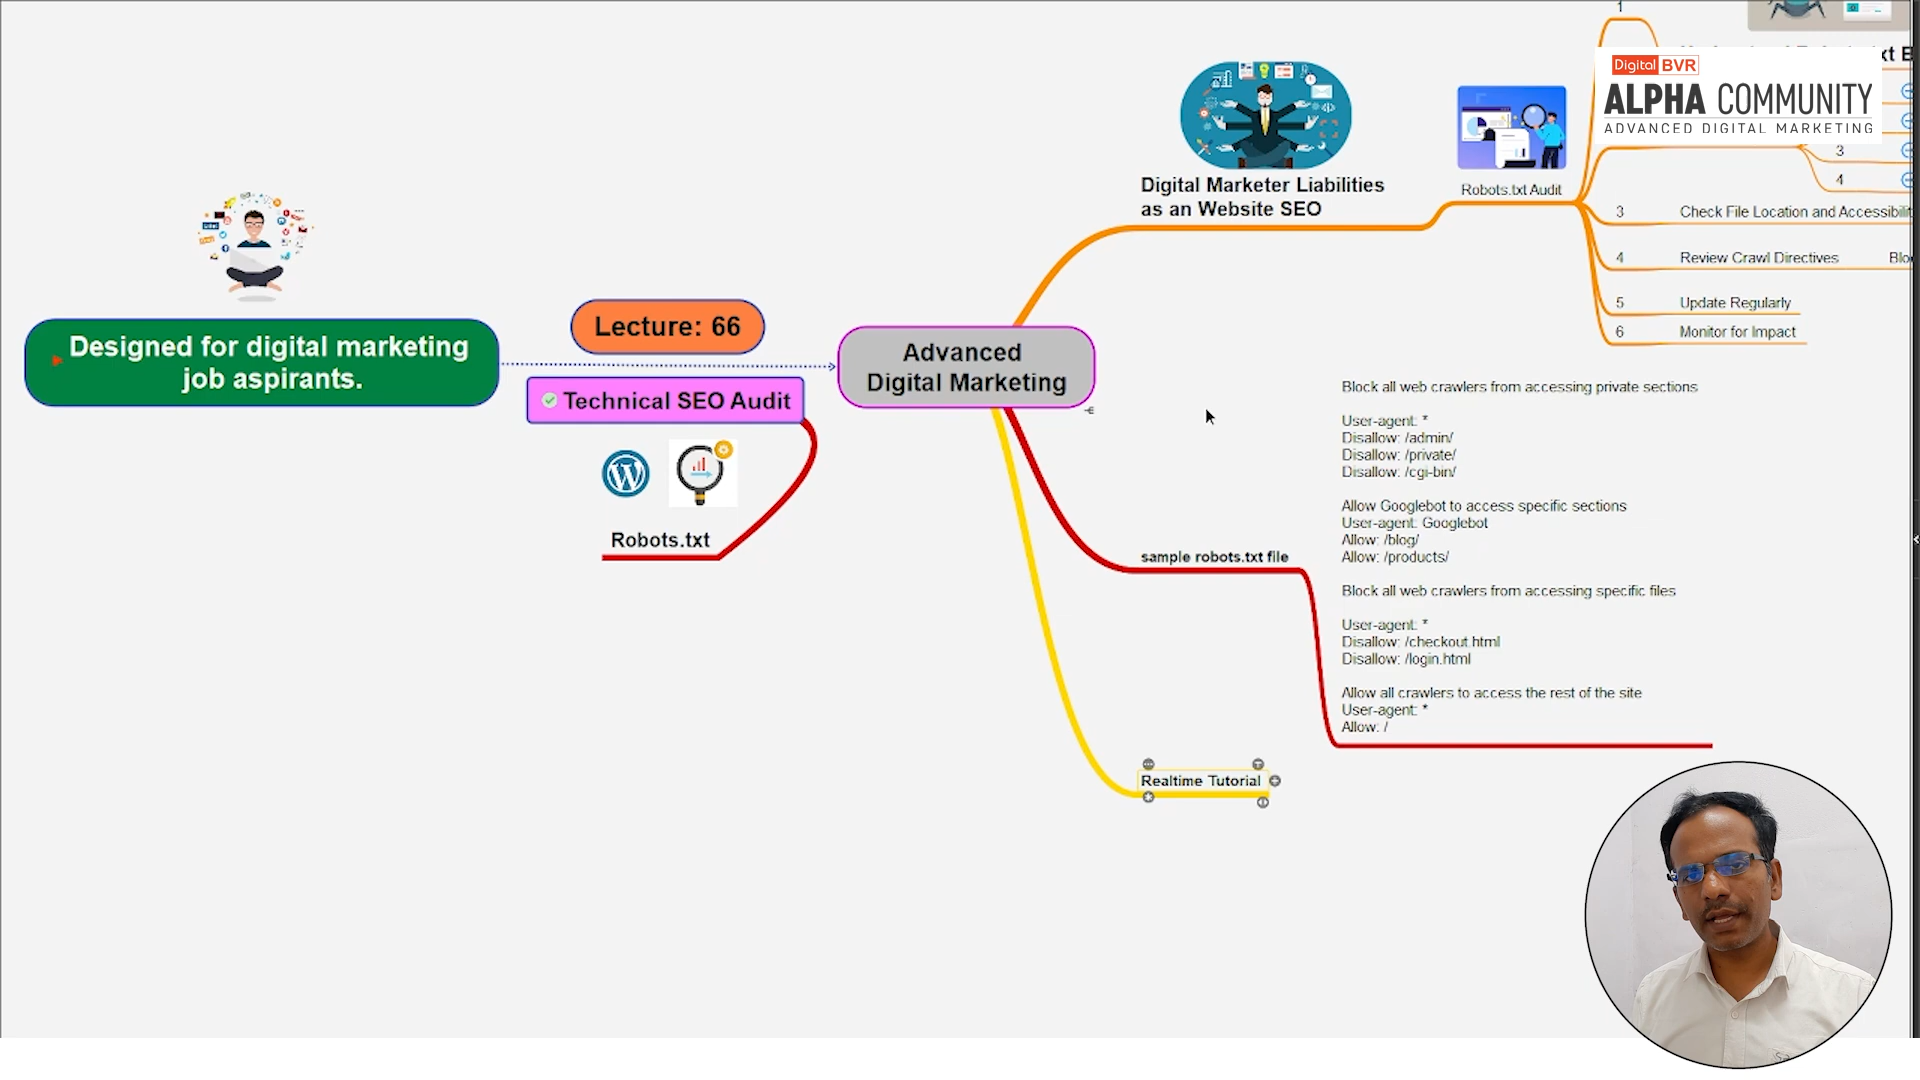 Designed for digital marketing
job aspirants.
Lecture: 66
Technical SEO Audit
Robots.txt
Advanced
Digital Marketing
Digital Marketer Liabilities
as an Website SEO
Robots.txt Audit
1
Digital BVR
ALPHA COMMUNITY
ADVANCED DIGITAL MARKETING
3
4
3 Check File Location and Accessibilit
4 Review Crawl Directives Blo
5 Update Regularly
6 Monitor for Impact
sample robots.txt file
Block all web crawlers from accessing private sections
User-agent: *
Disallow: /admin/
Disallow: /private/
Disallow: /cgi-bin/
Allow Googlebot to access specific sections
User-agent: Googlebot
Allow: /blog/
Allow: /products/
Block all web crawlers from accessing specific files
User-agent: *
Disallow: /checkout.html
Disallow: /login.html
Allow all crawlers to access the rest of the site
User-agent: *
Allow: /
Realtime Tutorial